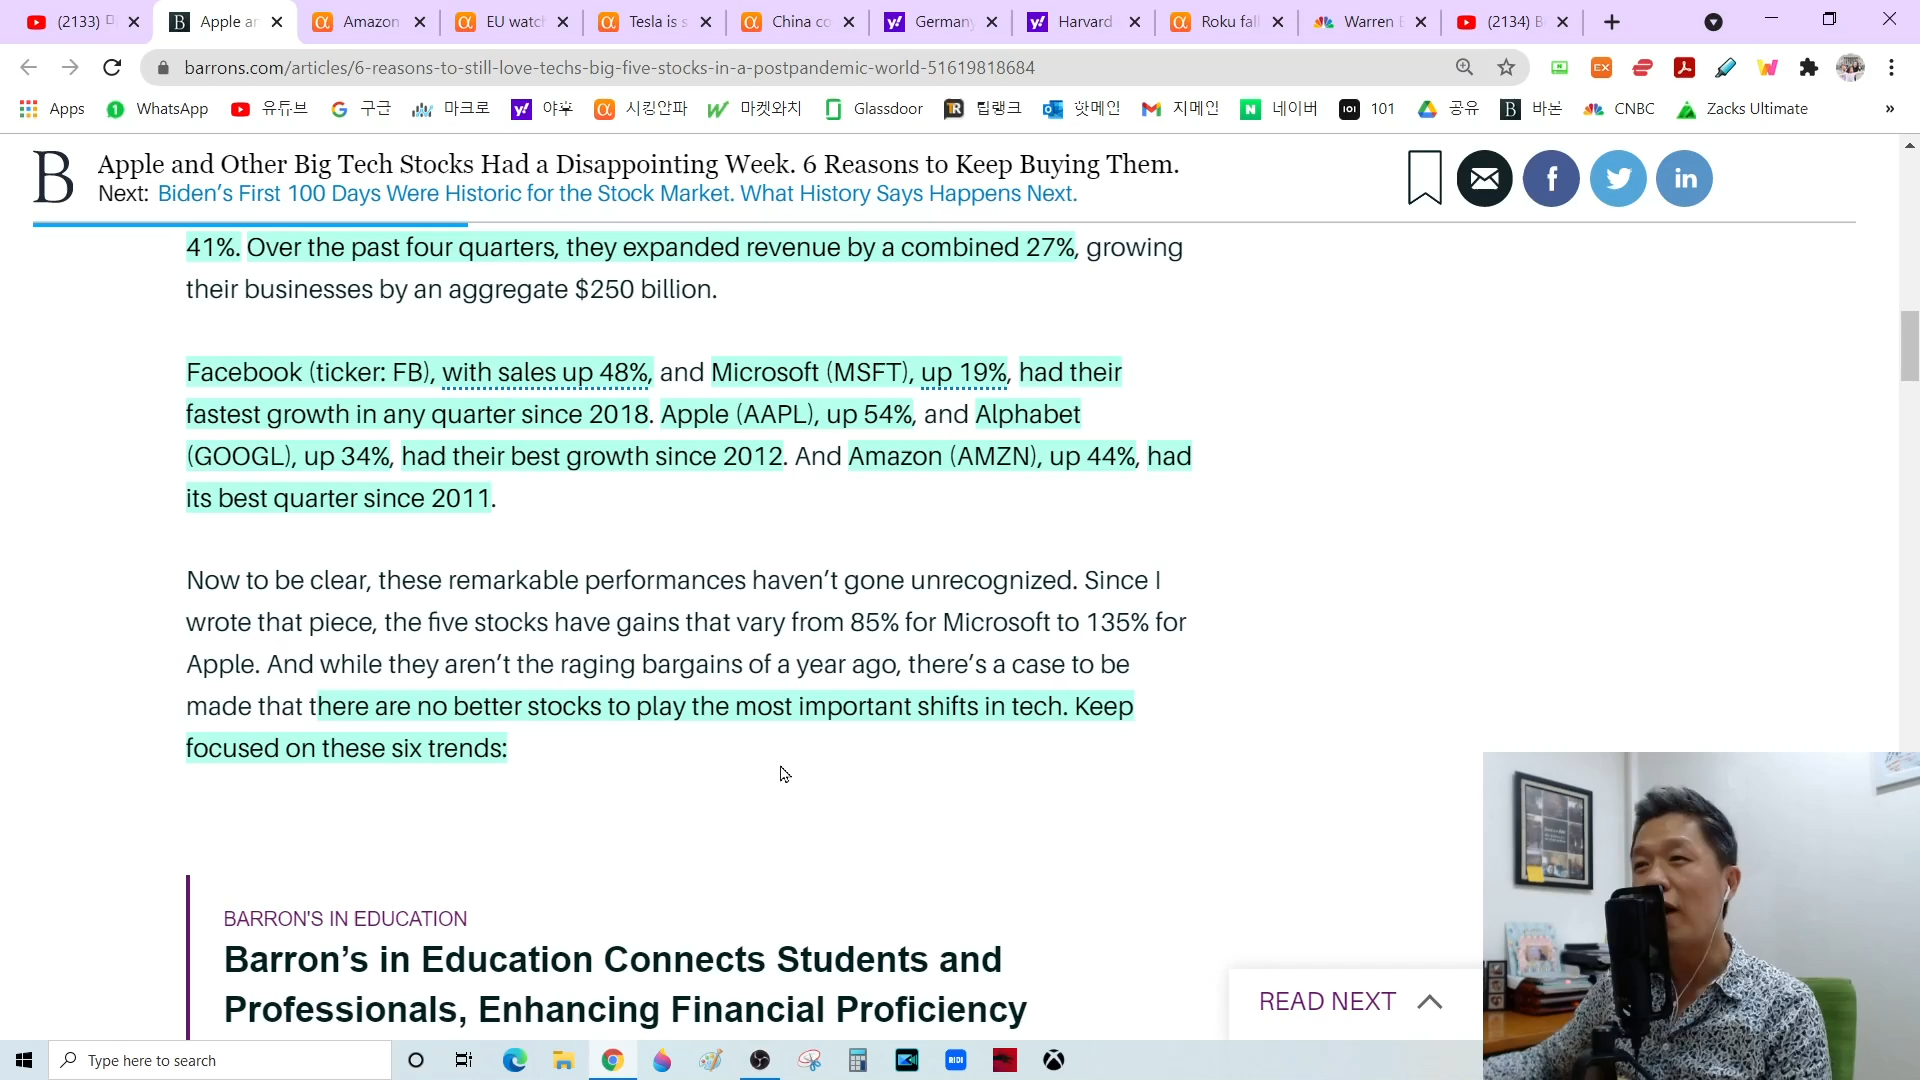 (2133)
Apple an
Amazon
EU watc
Tesla is s
China co
Germany
Harvard
Roku fall
Warren
(2134) B
barrons.com/articles/6-reasons-to-still-love-techs-big-five-stocks-in-a-postpandemic-world-51619818684
Apps WhatsApp 유튜브 구글 마크로 야후 시킹알파 마켓와치 Glassdoor 팁랭크 핫메인 지메인 네이버 101 공유 바론 CNBC Zacks Ultimate »
B
Apple and Other Big Tech Stocks Had a Disappointing Week. 6 Reasons to Keep Buying Them.
Next: Biden’s First 100 Days Were Historic for the Stock Market. What History Says Happens Next.
41%. Over the past four quarters, they expanded revenue by a combined 27%, growing
their businesses by an aggregate $250 billion.
Facebook (ticker: FB), with sales up 48%, and Microsoft (MSFT), up 19%, had their
fastest growth in any quarter since 2018. Apple (AAPL), up 54%, and Alphabet
(GOOGL), up 34%, had their best growth since 2012. And Amazon (AMZN), up 44%, had
its best quarter since 2011.
Now to be clear, these remarkable performances haven’t gone unrecognized. Since I
wrote that piece, the five stocks have gains that vary from 85% for Microsoft to 135% for
Apple. And while they aren’t the raging bargains of a year ago, there’s a case to be
made that there are no better stocks to play the most important shifts in tech. Keep
focused on these six trends:
BARRON'S IN EDUCATION
Barron’s in Education Connects Students and
Professionals, Enhancing Financial Proficiency
READ NEXT
Type here to search
RIDI